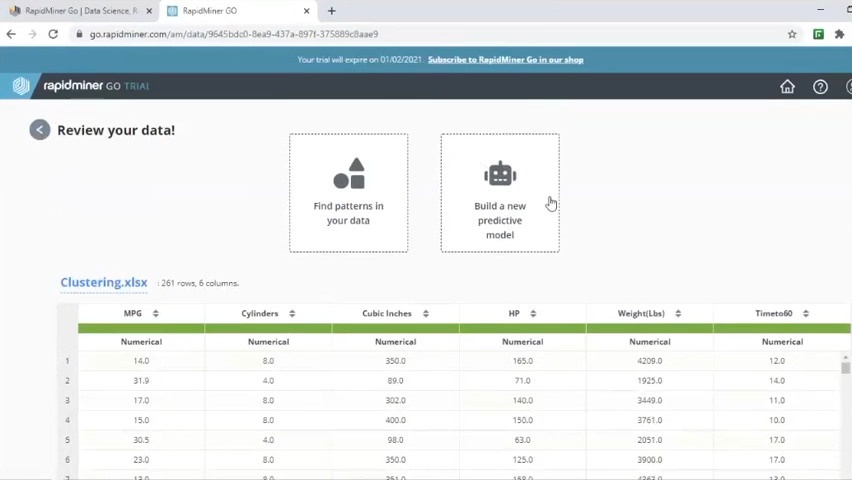 RapidMiner Go | Data Science, R
RapidMiner GO
go.rapidminer.com/am/data/9645bdc0-8ea9-437a-897f-375889c8aae9
Your trial will expire on 01/02/2021. Subscribe to RapidMiner Go in our shop
rapidminer GO TRIAL
Review your data!
Find patterns in
your data
Build a new
predictive
model
Clustering.xlsx : 261 rows, 6 columns.
MPG Cylinders Cubic Inches HP Weight(Lbs) Timeto60
Numerical Numerical Numerical Numerical Numerical Numerical
1 14.0 8.0 350.0 165.0 4209.0 12.0
2 31.9 4.0 89.0 71.0 1925.0 14.0
3 17.0 8.0 302.0 140.0 3449.0 11.0
4 15.0 8.0 400.0 150.0 3761.0 10.0
5 30.5 4.0 98.0 63.0 2051.0 17.0
6 23.0 8.0 350.0 125.0 3900.0 17.0